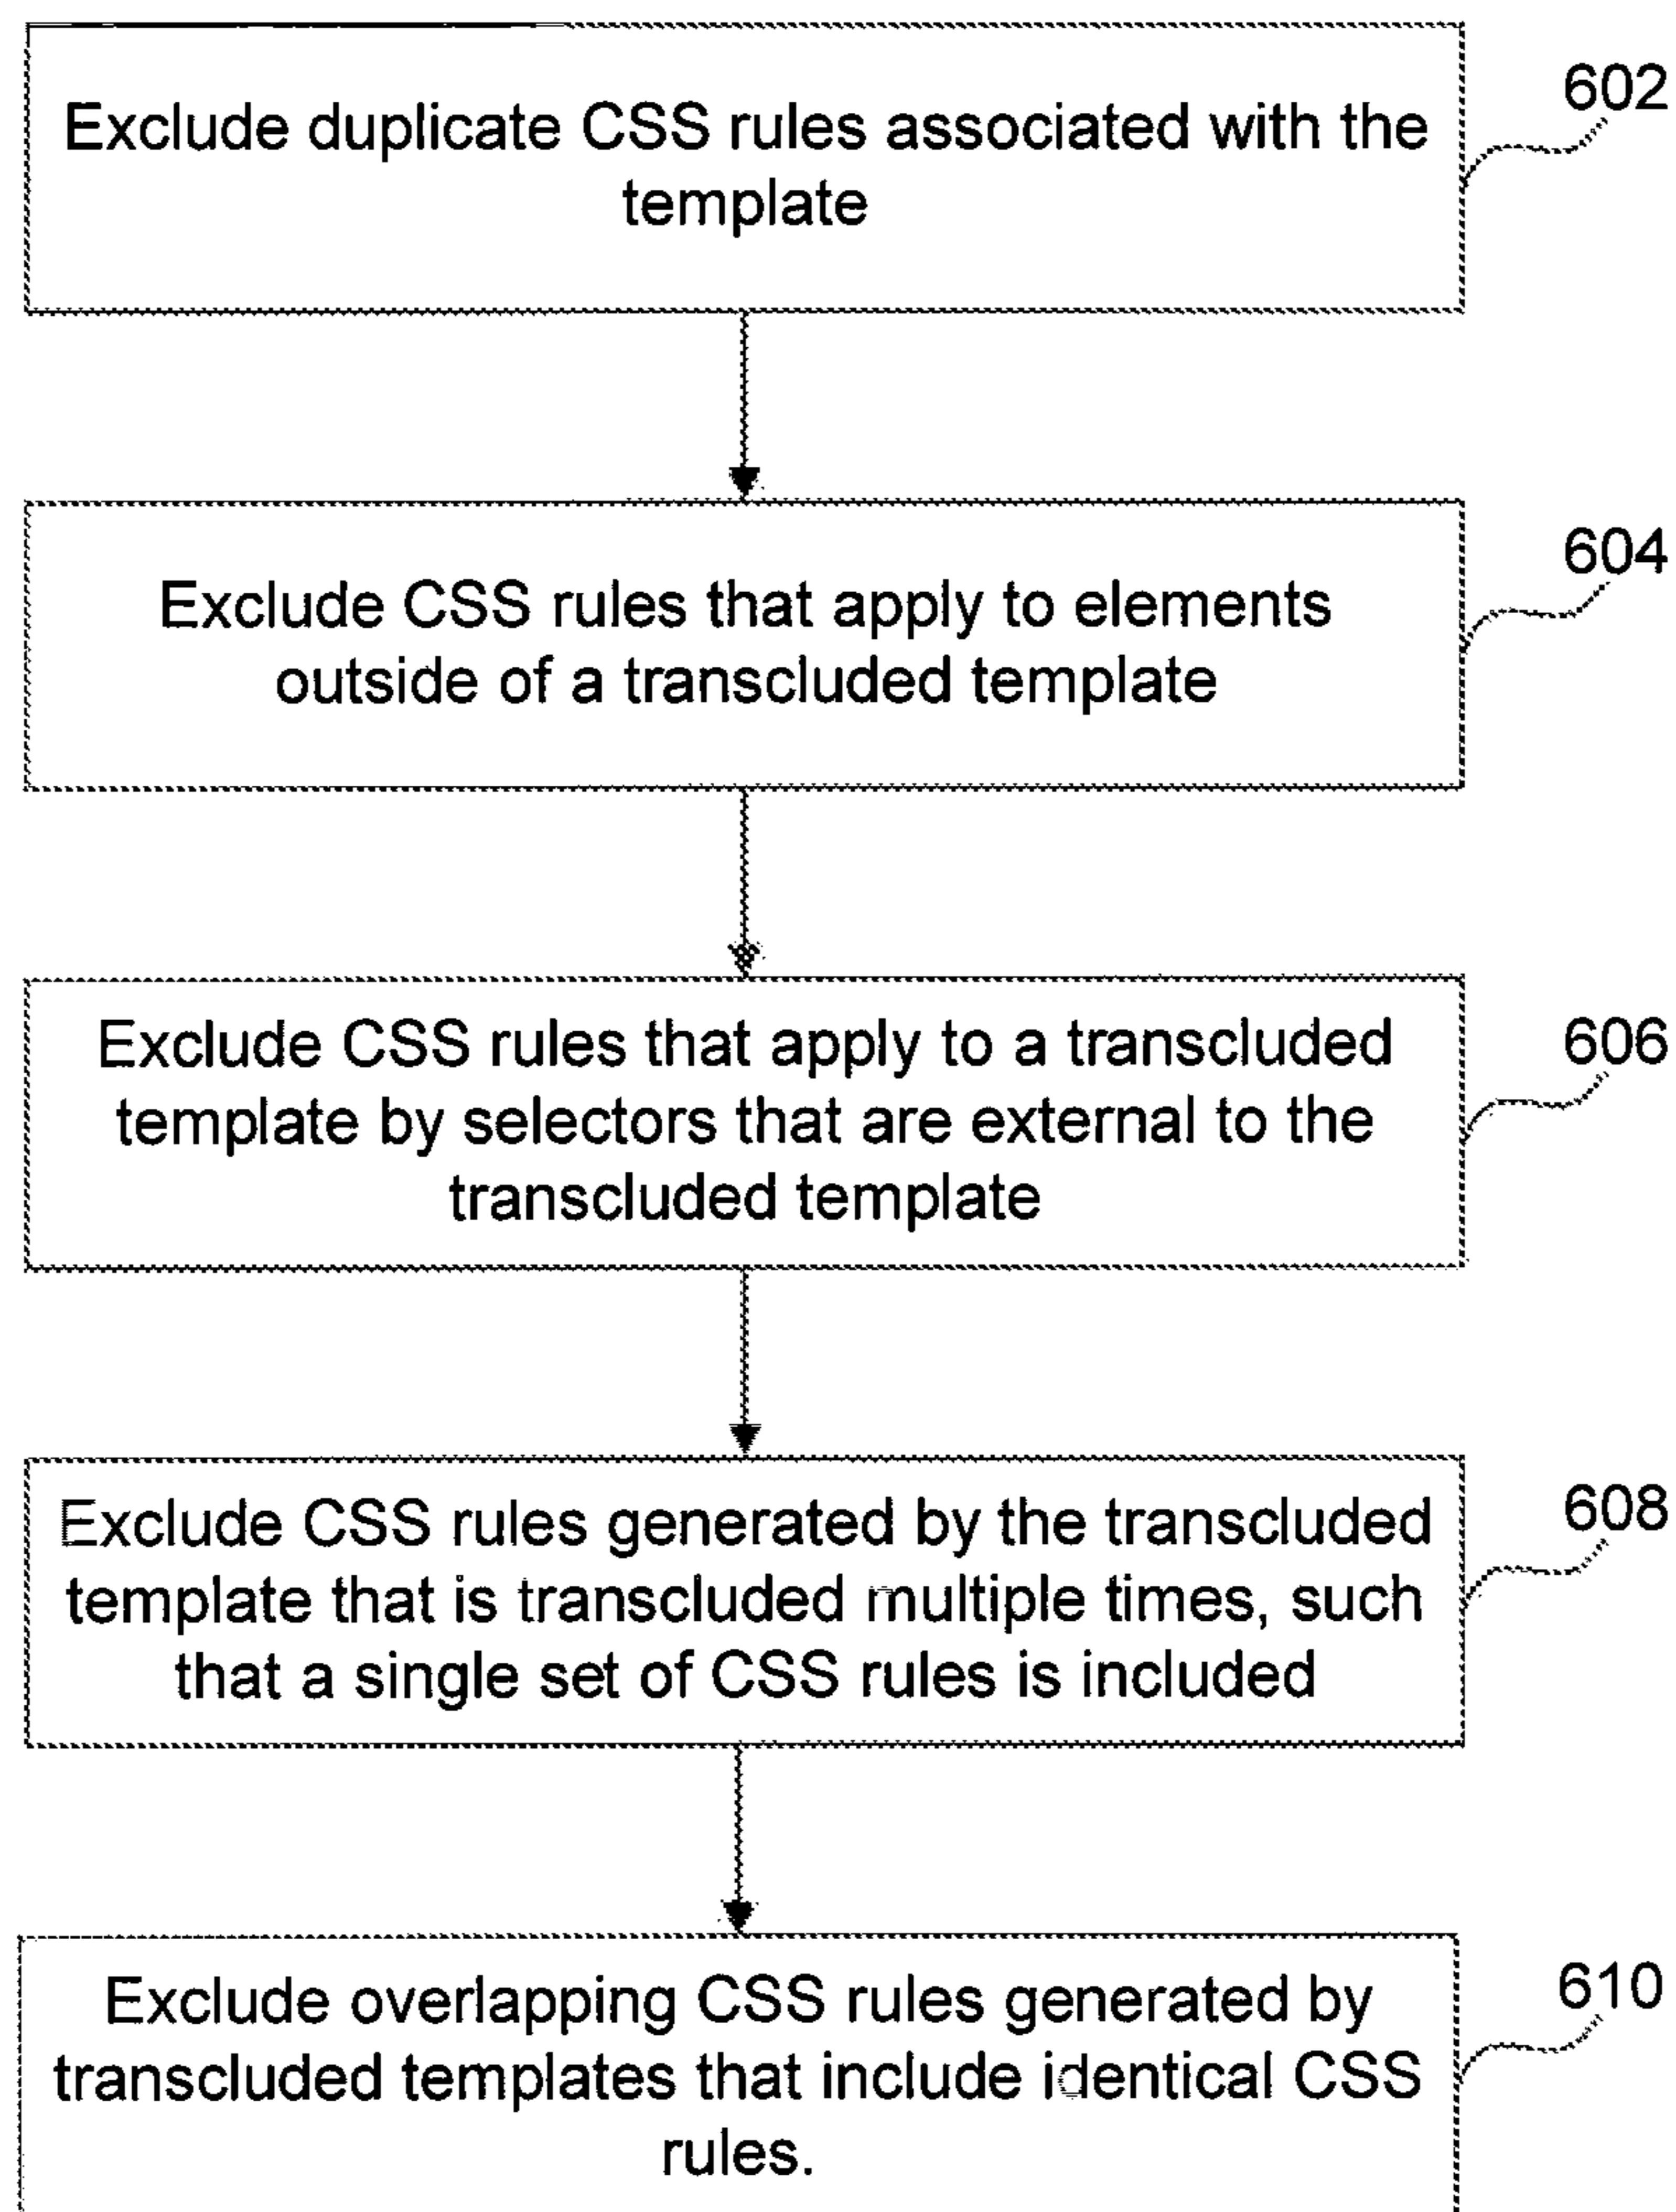 Exclude duplicate CSS rules associated with the
template
602
Exclude CSS rules that apply to elements
outside of a transcluded template
604
Exclude CSS rules that apply to a transcluded
template by selectors that are external to the
transcluded template
606
Exclude CSS rules generated by the transcluded
template that is transcluded multiple times, such
that a single set of CSS rules is included
608
Exclude overlapping CSS rules generated by
transcluded templates that include identical CSS
rules.
610